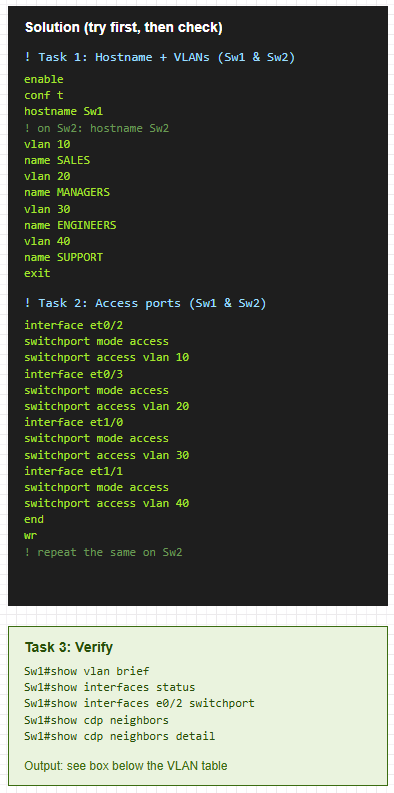 Solution (try first, then check)
! Task 1: Hostname + VLANs (Sw1 & Sw2)
enable
conf t
hostname Sw1
! on Sw2: hostname Sw2
vlan 10
name SALES
vlan 20
name MANAGERS
vlan 30
name ENGINEERS
vlan 40
name SUPPORT
exit
! Task 2: Access ports (Sw1 & Sw2)
interface et0/2
switchport mode access
switchport access vlan 10
interface et0/3
switchport mode access
switchport access vlan 20
interface et1/0
switchport mode access
switchport access vlan 30
interface et1/1
switchport mode access
switchport access vlan 40
end
wr
! repeat the same on Sw2
Task 3: Verify
Sw1#show vlan brief
Sw1#show interfaces status
Sw1#show interfaces e0/2 switchport
Sw1#show cdp neighbors
Sw1#show cdp neighbors detail
Output: see box below the VLAN table